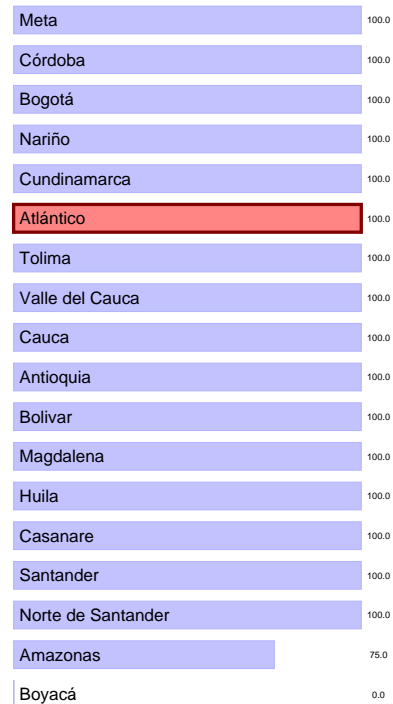 Meta 100.0
Córdoba 100.0
Bogotá 100.0
Nariño 100.0
Cundinamarca 100.0
Atlántico 100.0
Tolima 100.0
Valle del Cauca 100.0
Cauca 100.0
Antioquia 100.0
Bolivar 100.0
Magdalena 100.0
Huila 100.0
Casanare 100.0
Santander 100.0
Norte de Santander 100.0
Amazonas 75.0
Boyacá 0.0